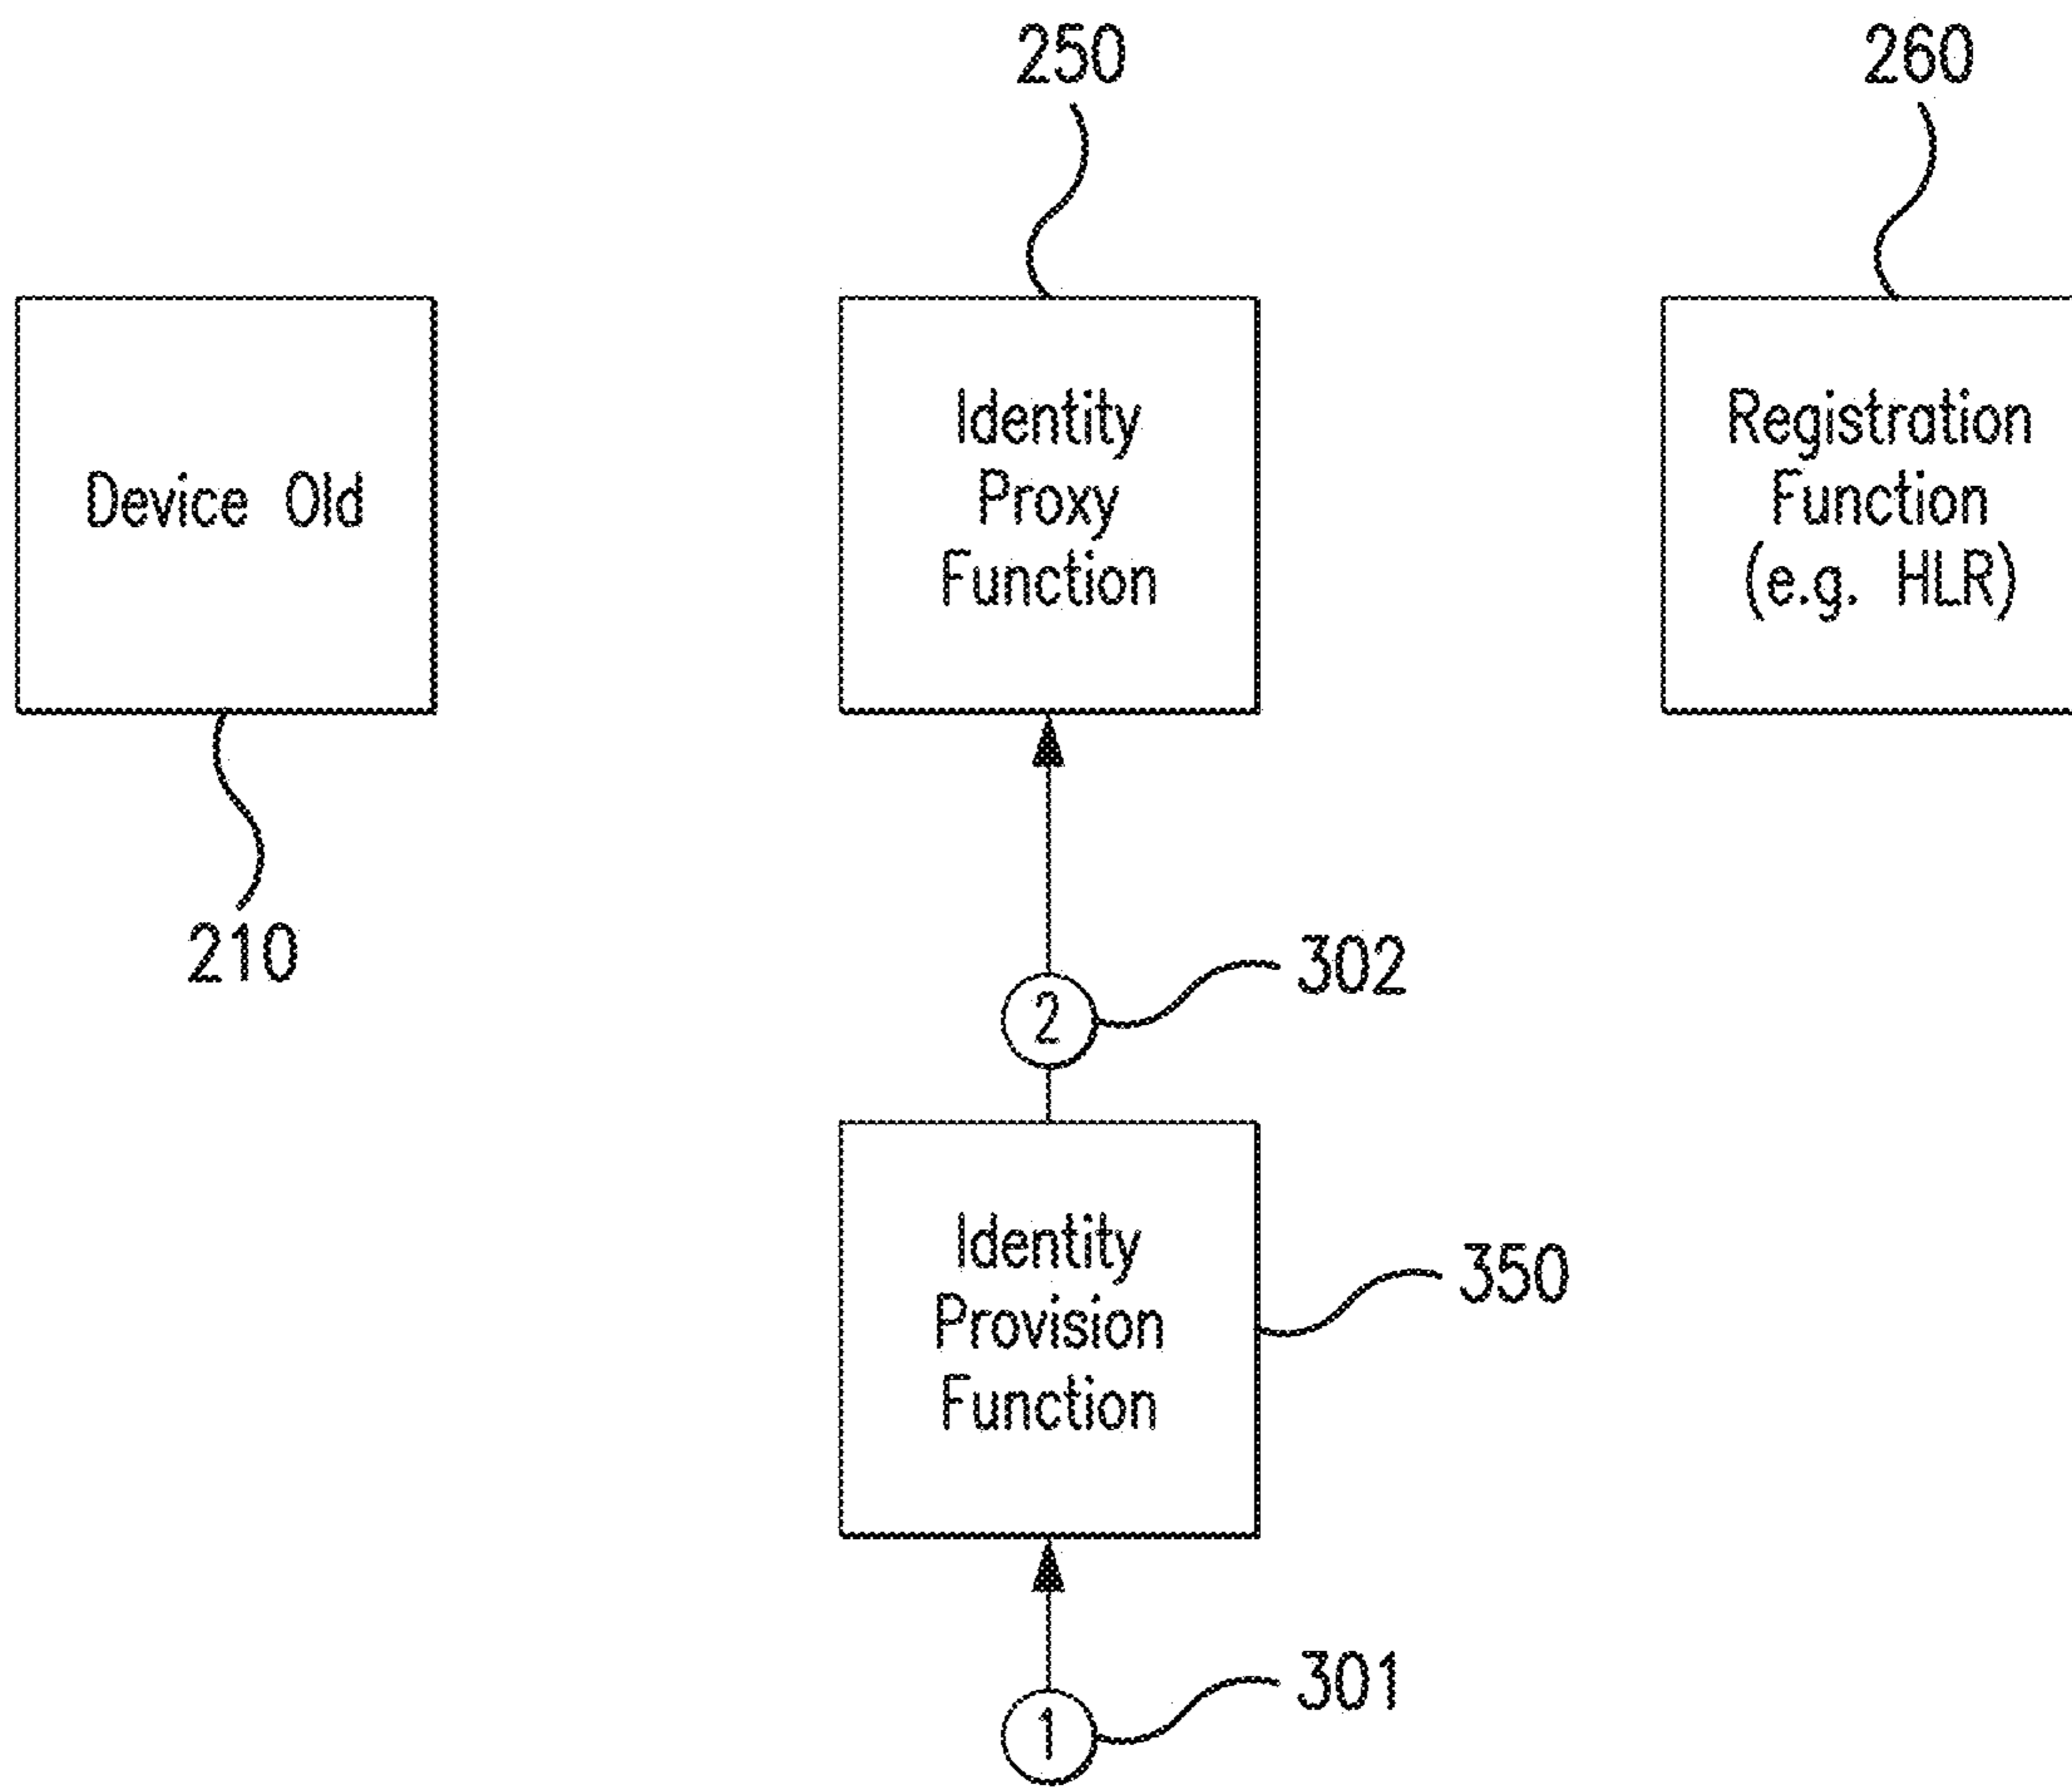 250
260
Device Old
Identity
Proxy
Function
Registration
Function
(e.g. HLR)
210
302
2
Identity
Provision
Function
350
301
1